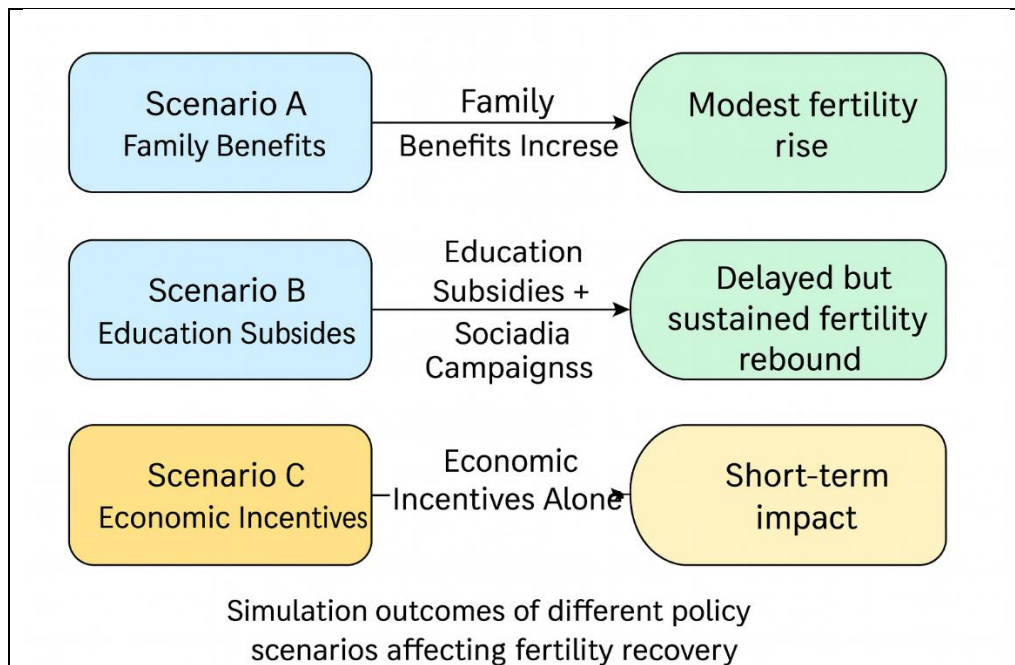 Scenario A
Family Benefits
Family
Benefits Increse
Modest fertility
rise
Scenario B
Education Subsides
Education
Subsidies +
Sociadia
Campaignss
Delayed but
sustained fertility
rebound
Scenario C
Economic Incentives
Economic
Incentives Alone
Short-term
impact
Simulation outcomes of different policy
scenarios affecting fertility recovery